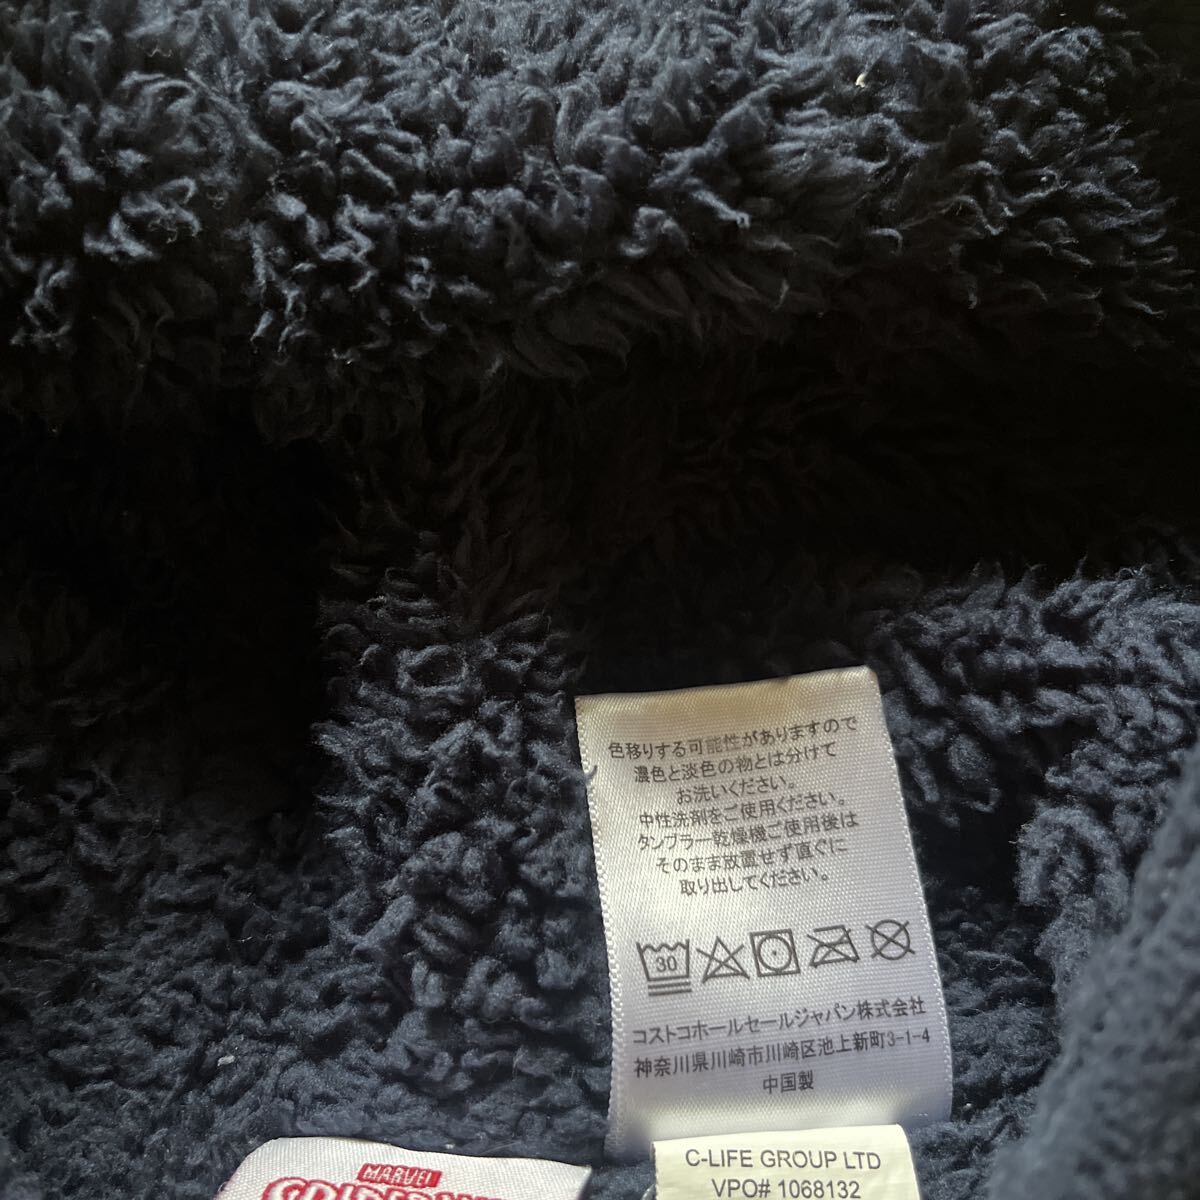 色移りする可能性がありますので
濃色と淡色の物とは分けて
お洗いください。
中性洗剤をご使用ください。
タンブラー乾燥機ご使用後は
そのまま放置せず直ぐに
取り出してください。
30
コストコホールセールジャパン株式会社
神奈川県川崎市川崎区池上新町3-1-4
中国製
MARVEL
C-LIFE GROUP LTD
VPO# 1068132